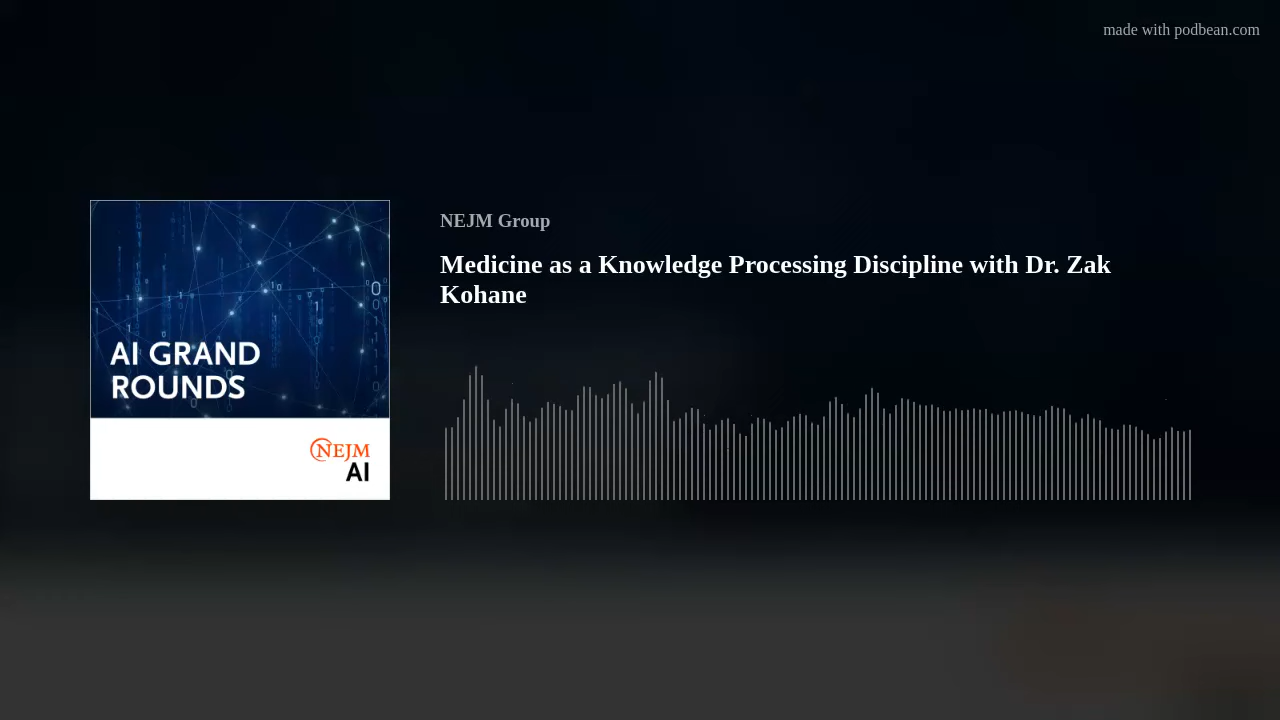 made with podbean.com
NEJM Group
Medicine as a Knowledge Processing Discipline with Dr. Zak
Kohane
AI GRAND
ROUNDS
NEJM
AI